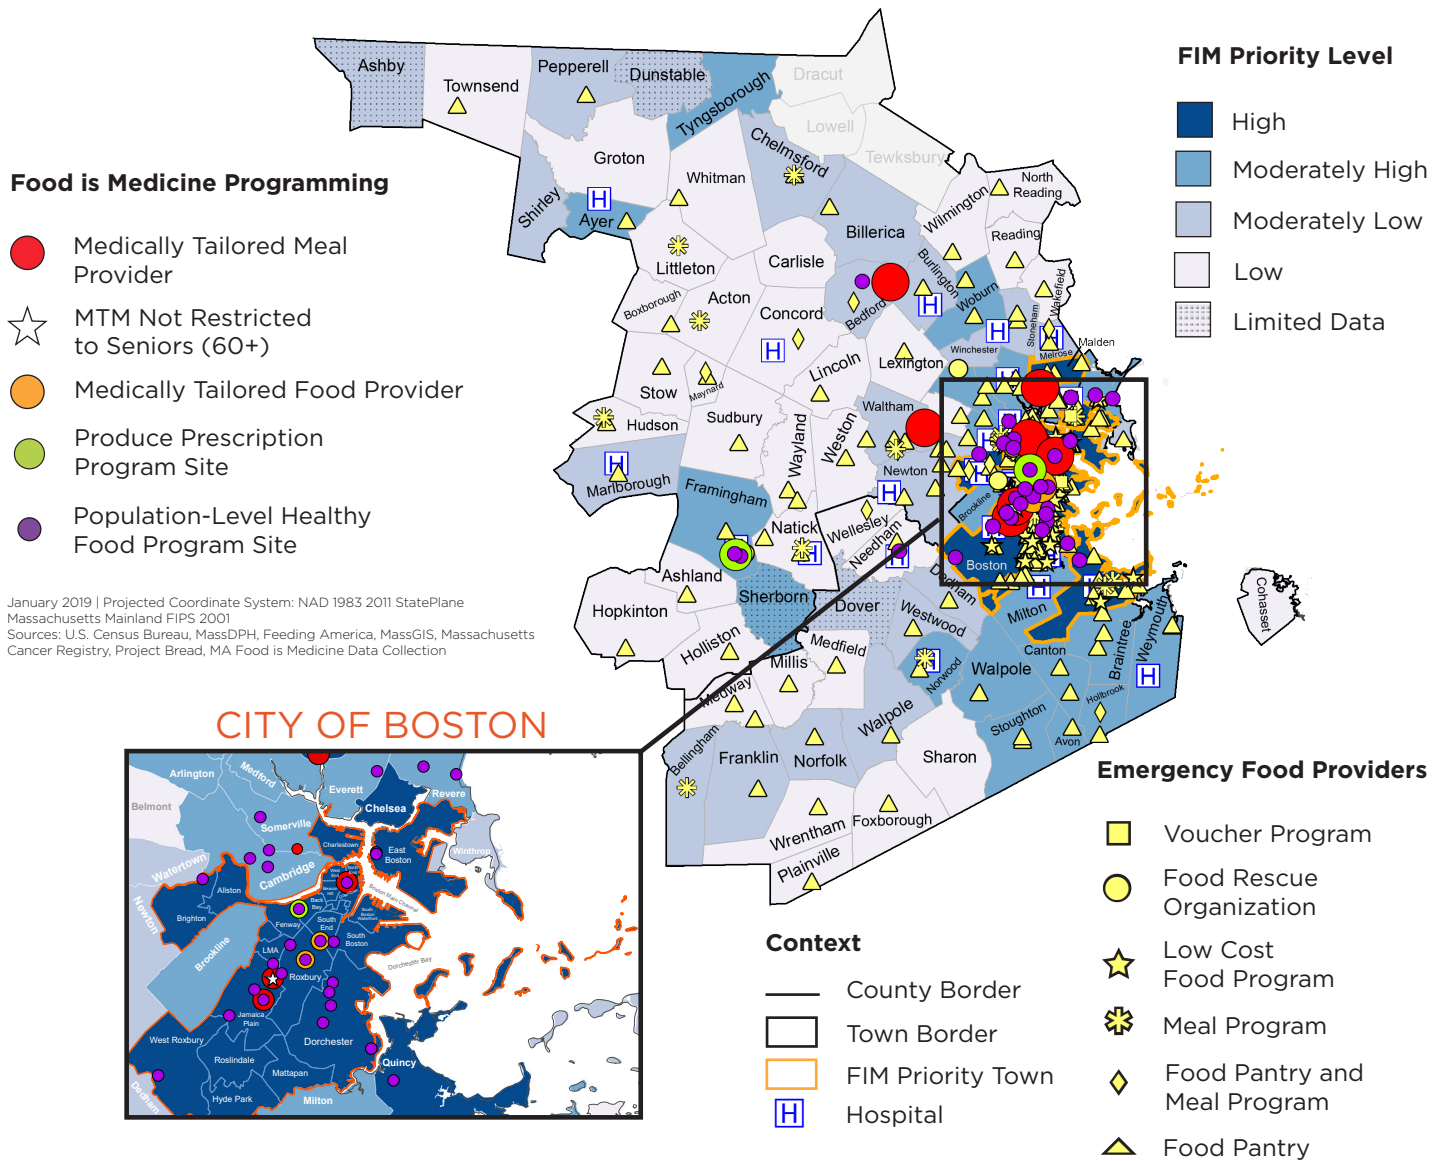 Food is Medicine Programming
Medically Tailored Meal
Provider
MTM Not Restricted
to Seniors (60+)
Medically Tailored Food Provider
Produce Prescription
Program Site
Population-Level Healthy
Food Program Site
January 2019 | Projected Coordinate System: NAD 1983 2011 StatePlane
Massachusetts Mainland FIPS 2001
Sources: U.S. Census Bureau, MassDPH, Feeding America, MassGIS, Massachusetts
Cancer Registry, Project Bread, MA Food is Medicine Data Collection
FIM Priority Level
High
Moderately High
Moderately Low
Low
Limited Data
Ashby
Townsend
Pepperell
Dunstable
Tyngsborough
Dracut
Lowell
Tewksbury
Groton
Chelmsford
Whitman
Shirley
Ayer
Littleton
Billerica
Wilmington
North
Reading
Reading
Carlisle
Burlington
Wakefield
Boxborough
Acton
Concord
Bedford
Woburn
Stoneham
Winchester
Melrose
Malden
Lincoln
Lexington
Stow
Maynard
Hudson
Sudbury
Wayland
Weston
Waltham
Newton
Brookline
Marlborough
Framingham
Natick
Wellesley
Needham
Boston
Ashland
Sherborn
Dover
Dedham
Milton
Hopkinton
Holliston
Millis
Medfield
Westwood
Norwood
Canton
Braintree
Weymouth
Cohasset
Medway
Walpole
Walpole
Holbrook
Stoughton
Avon
Bellingham
Franklin
Norfolk
Sharon
Wrentham
Foxborough
Plainville
H
H
H
H
H
H
H
H
H
H
H
H
H
CITY OF BOSTON
Arlington
Medford
Everett
Revere
Chelsea
Belmont
Somerville
Charlestown
East
Boston
Winthrop
Watertown
Cambridge
Allston
Brighton
Newton
Back
Bay
Boston Main Channel
South
Boston
Waterfront
Fenway
South
End
South
Boston
Brookline
LMA
Roxbury
Dorchester Bay
Jamaica
Plain
West Roxbury
Dorchester
Roslindale
Mattapan
Quincy
Hyde Park
Dedham
Milton
Context
County Border
Town Border
FIM Priority Town
H
Hospital
Emergency Food Providers
Voucher Program
Food Rescue
Organization
Low Cost
Food Program
Meal Program
Food Pantry and
Meal Program
Food Pantry